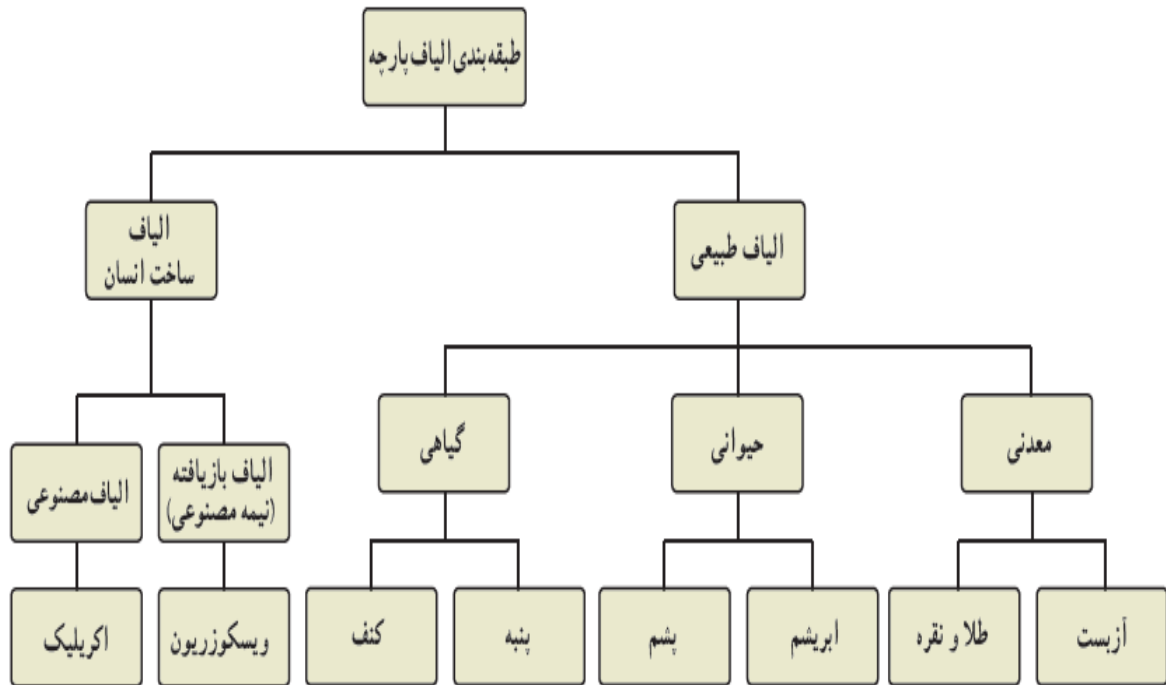 طبقه‌بندی الیاف پارچه
الیاف طبیعی
الیاف
ساخت انسان
معدنی
حیوانی
گیاهی
الیاف بازیافته
(نیمه مصنوعی)
الیاف مصنوعی
آزبست
طلا و نقره
ابریشم
پشم
پنبه
کنف
ویسکوزریون
اکریلیک